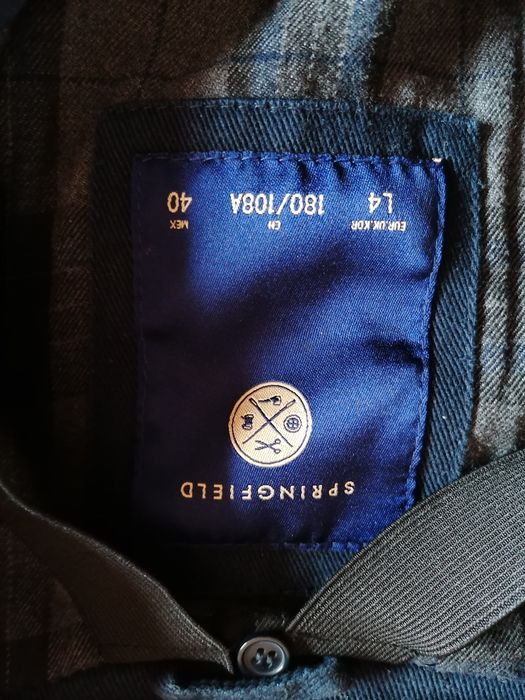 SPRINGFIELD
EUR.UK.KOR EN MEX
L4 180/108A 40